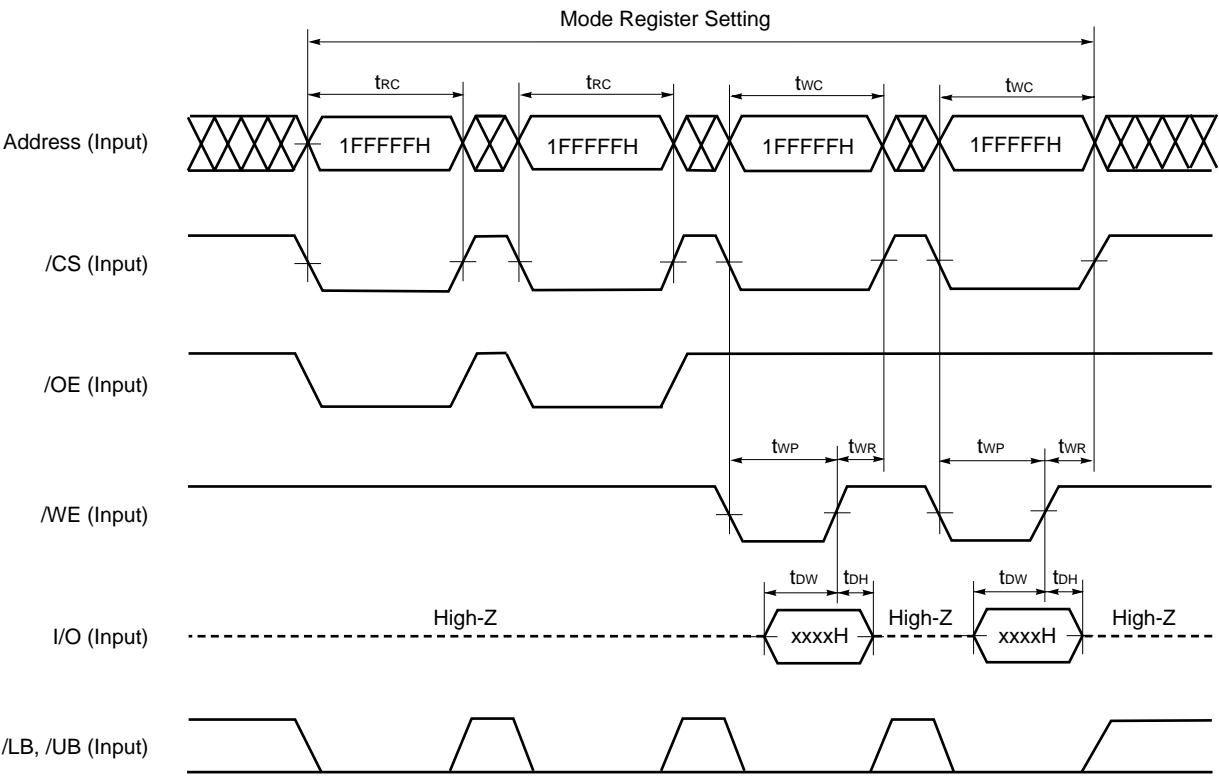 Mode Register Setting
tRC tRC tWC tWC
Address (Input) 1FFFFFH 1FFFFFH 1FFFFFH 1FFFFFH
/CS (Input)
/OE (Input)
tWP tWR tWP tWR
/WE (Input)
tDW tDH tDW tDH
I/O (Input) High-Z xxxxH High-Z xxxxH High-Z
/LB, /UB (Input)